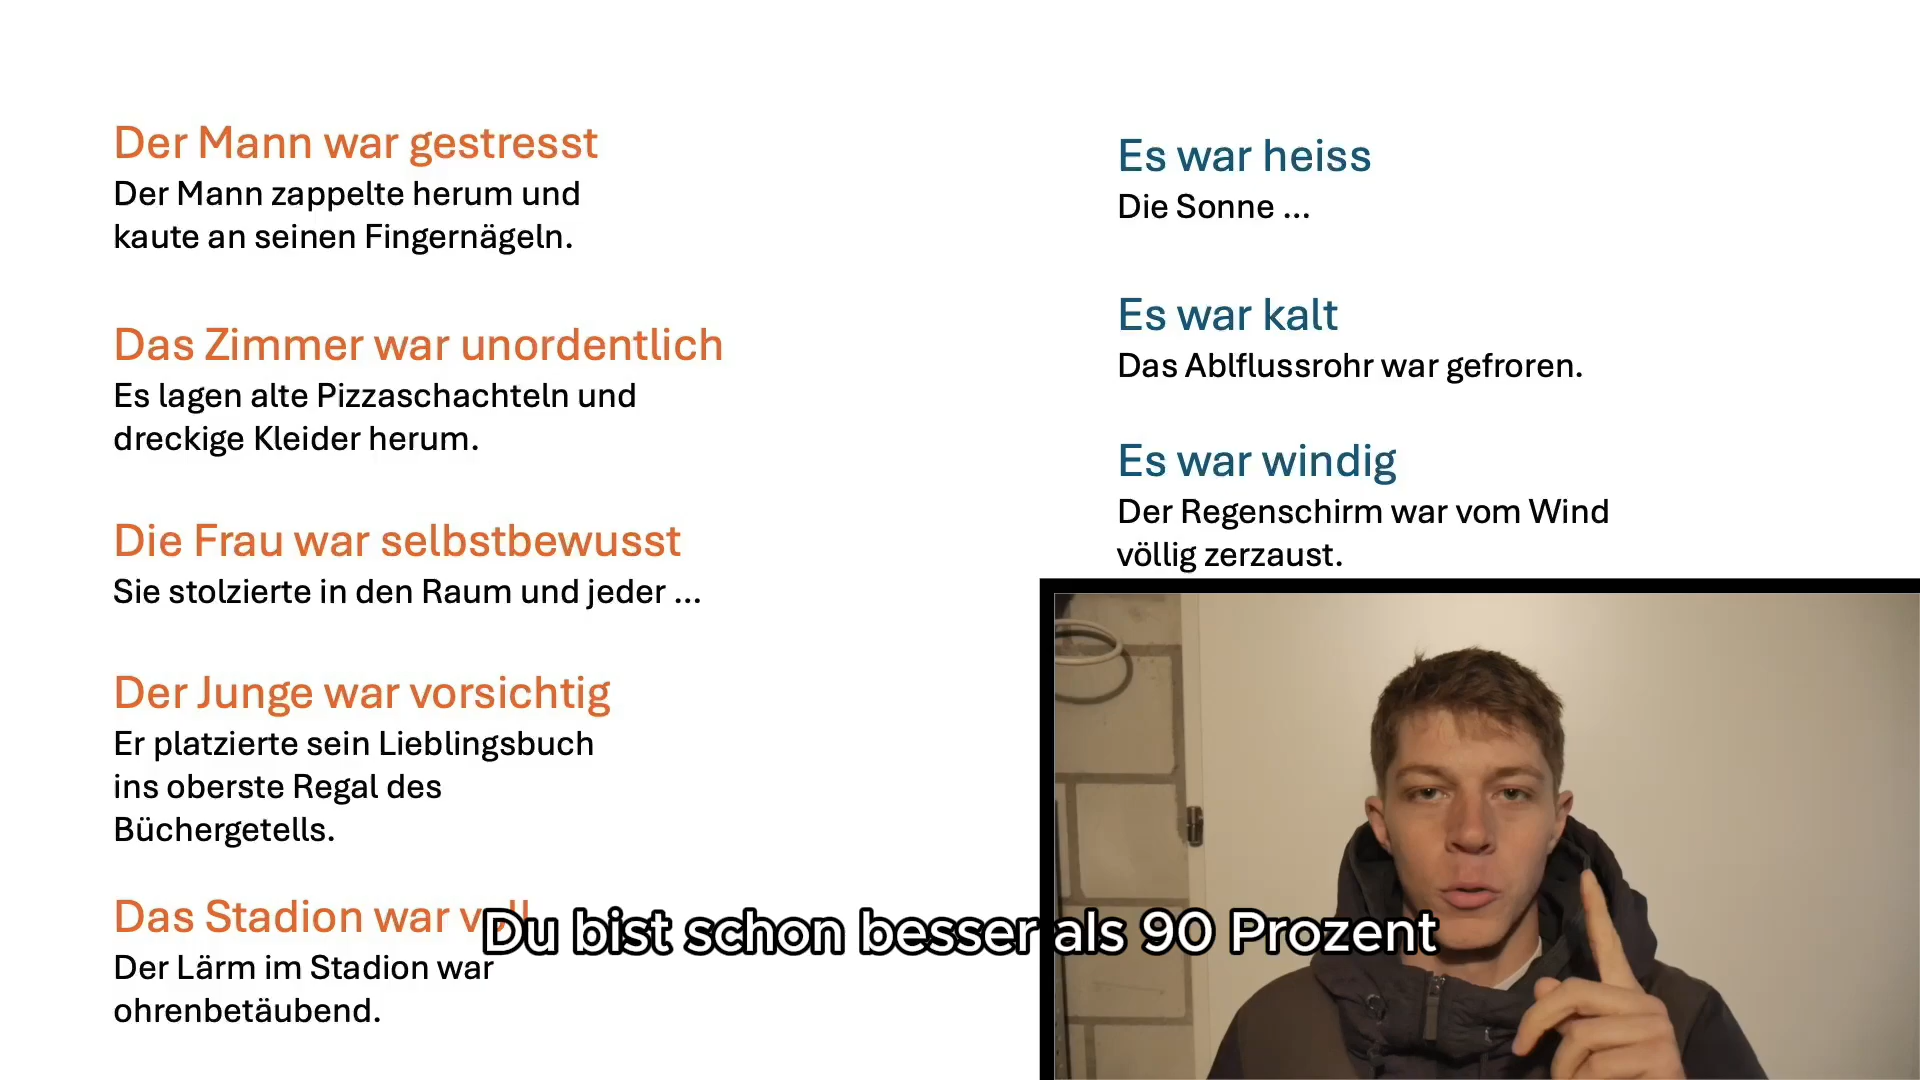 Der Mann war gestresst
Der Mann zappelte herum und
kaute an seinen Fingernägeln.
Das Zimmer war unordentlich
Es lagen alte Pizzaschachteln und
dreckige Kleider herum.
Die Frau war selbstbewusst
Sie stolzierte in den Raum und jeder ...
Der Junge war vorsichtig
Er platzierte sein Lieblingsbuch
ins oberste Regal des
Büchergetells.
Das Stadion war voll
Der Lärm im Stadion war
ohrenbetäubend.
Es war heiss
Die Sonne ...
Es war kalt
Das Ablflussrohr war gefroren.
Es war windig
Der Regenschirm war vom Wind
völlig zerzaust.
Du bist schon besser als 90 Prozent